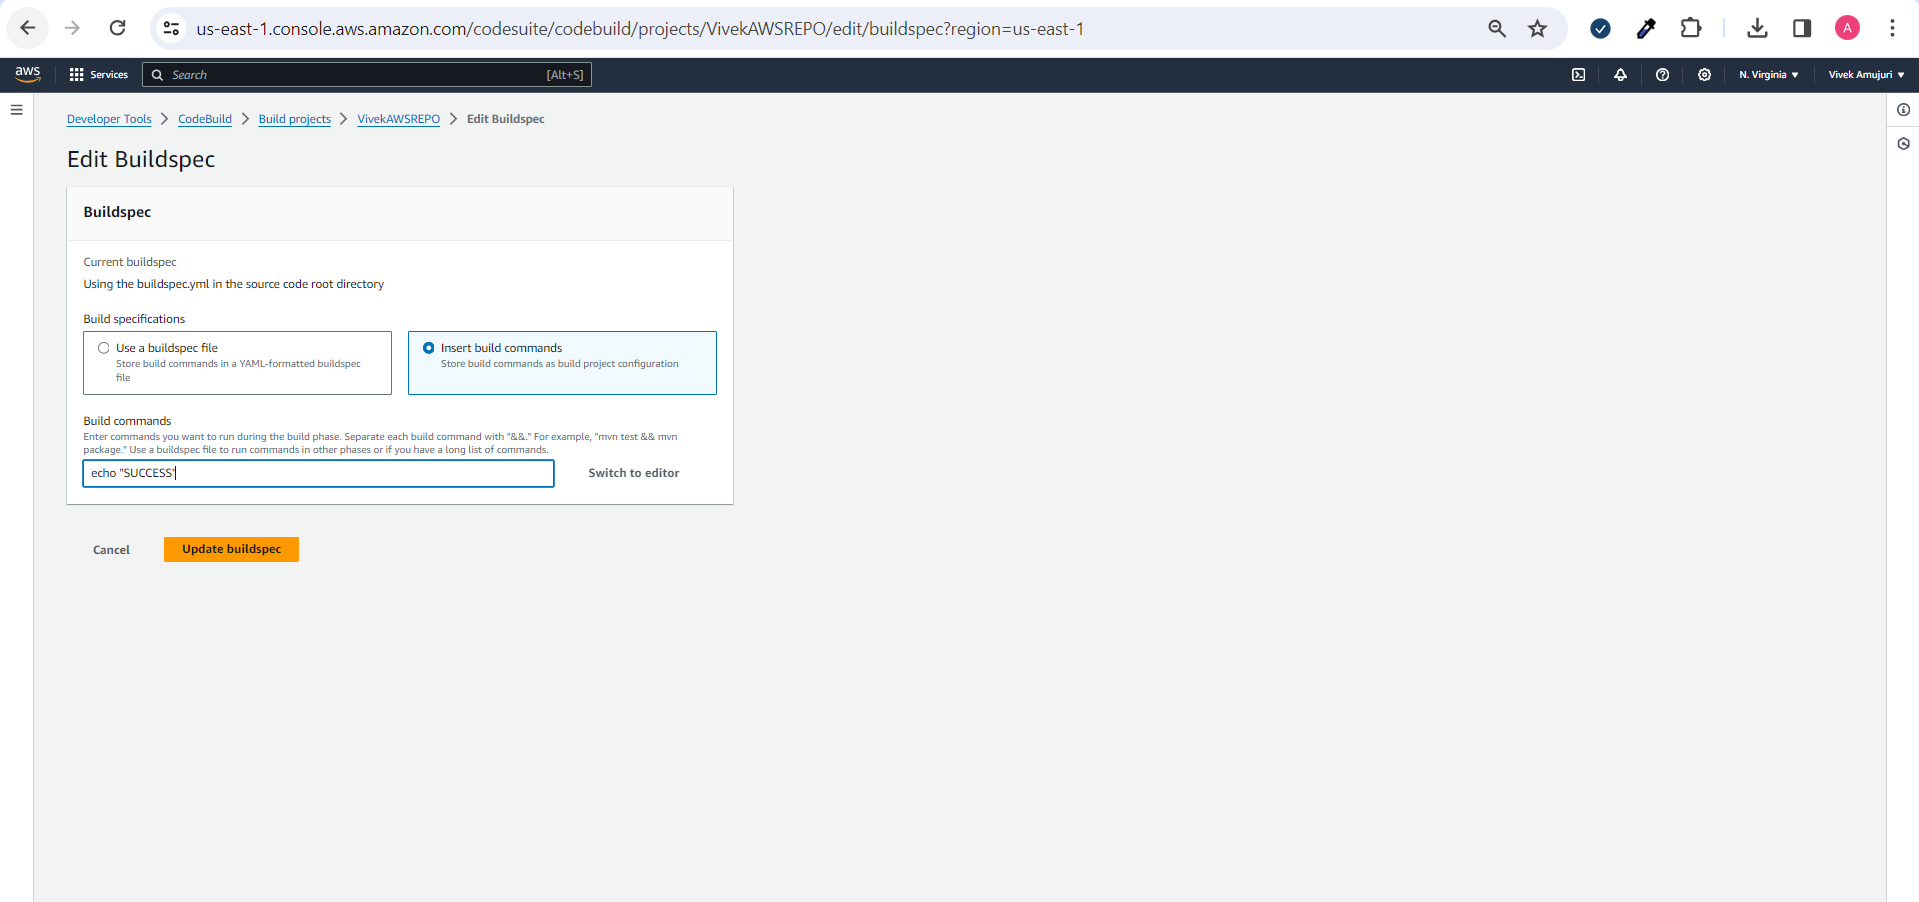 us-east-1.console.aws.amazon.com/codesuite/codebuild/projects/VivekAWSREPO/edit/buildspec?region=us-east-1
A
aws
Services
Search
[Alt+S]
N. Virginia
Vivek Amujuri
Developer Tools
CodeBuild
Build projects
VivekAWSREPO
Edit Buildspec
Edit Buildspec
Buildspec
Current buildspec
Using the buildspec.yml in the source code root directory
Build specifications
Use a buildspec file
Store build commands in a YAML-formatted buildspec
file
Insert build commands
Store build commands as build project configuration
Build commands
Enter commands you want to run during the build phase. Separate each build command with "&&." For example, "mvn test && mvn
package." Use a buildspec file to run commands in other phases or if you have a long list of commands.
echo "SUCCESS"
Switch to editor
Cancel
Update buildspec